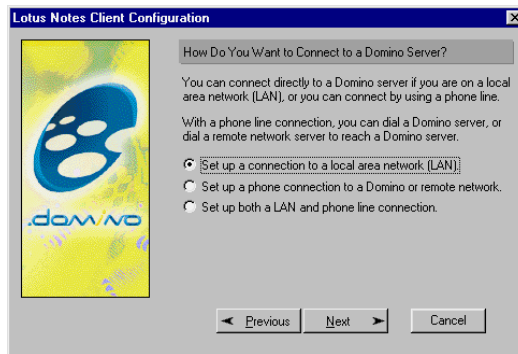 Lotus Notes Client Configuration
How Do You Want to Connect to a Domino Server?
You can connect directly to a Domino server if you are on a local
area network (LAN), or you can connect by using a phone line.
With a phone line connection, you can dial a Domino server, or
dial a remote network server to reach a Domino server.
Set up a connection to a local area network (LAN).
Set up a phone connection to a Domino or remote network.
Set up both a LAN and phone line connection.
.domino
Previous Next Cancel